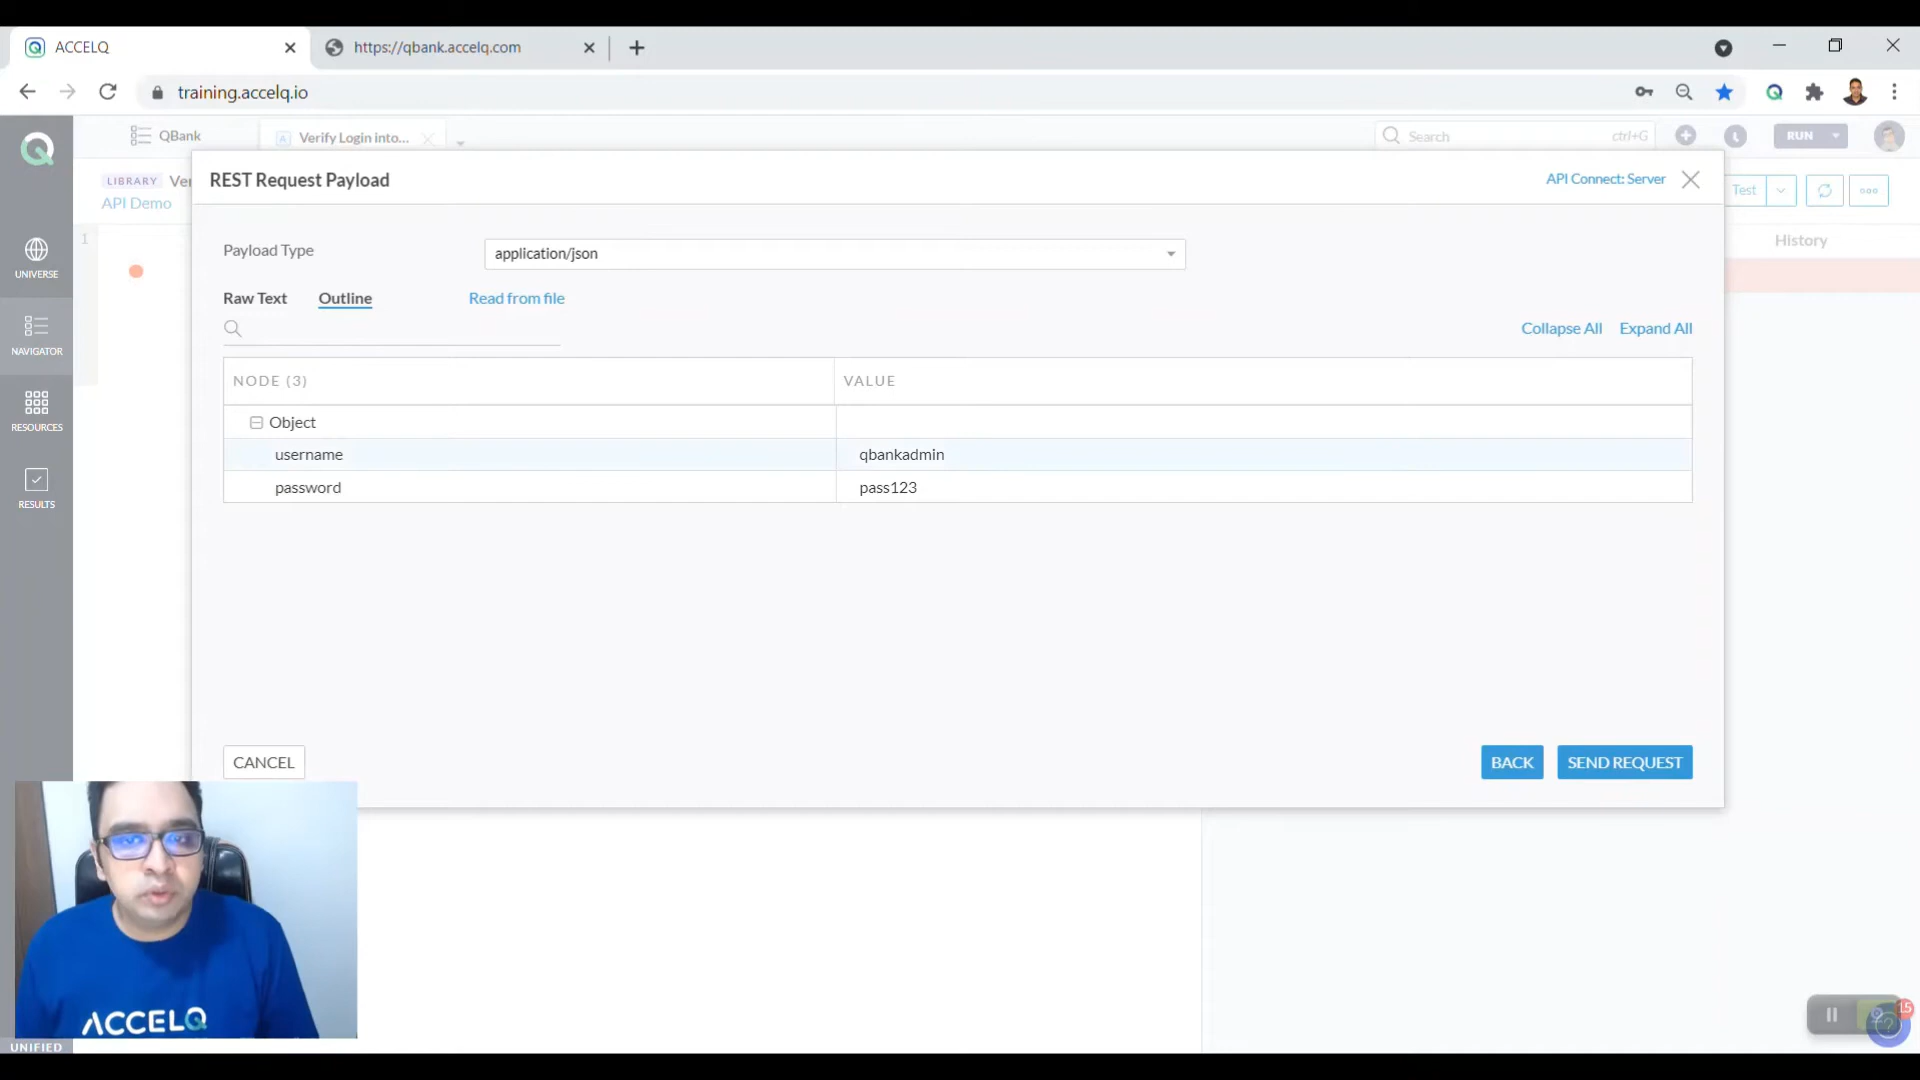 ACCELQ
https://qbank.accelq.com
training.accelq.io
QBank
Verify Login into...
Search
ctrl+G
RUN
LIBRARY
Ver
API Demo
REST Request Payload
API Connect: Server
Test
1
History
UNIVERSE
NAVIGATOR
RESOURCES
RESULTS
Payload Type
application/json
Raw Text
Outline
Read from file
Collapse All
Expand All
NODE (3)
VALUE
Object
username
qbankadmin
password
pass123
CANCEL
BACK
SEND REQUEST
ACCELQ
15
UNIFIED